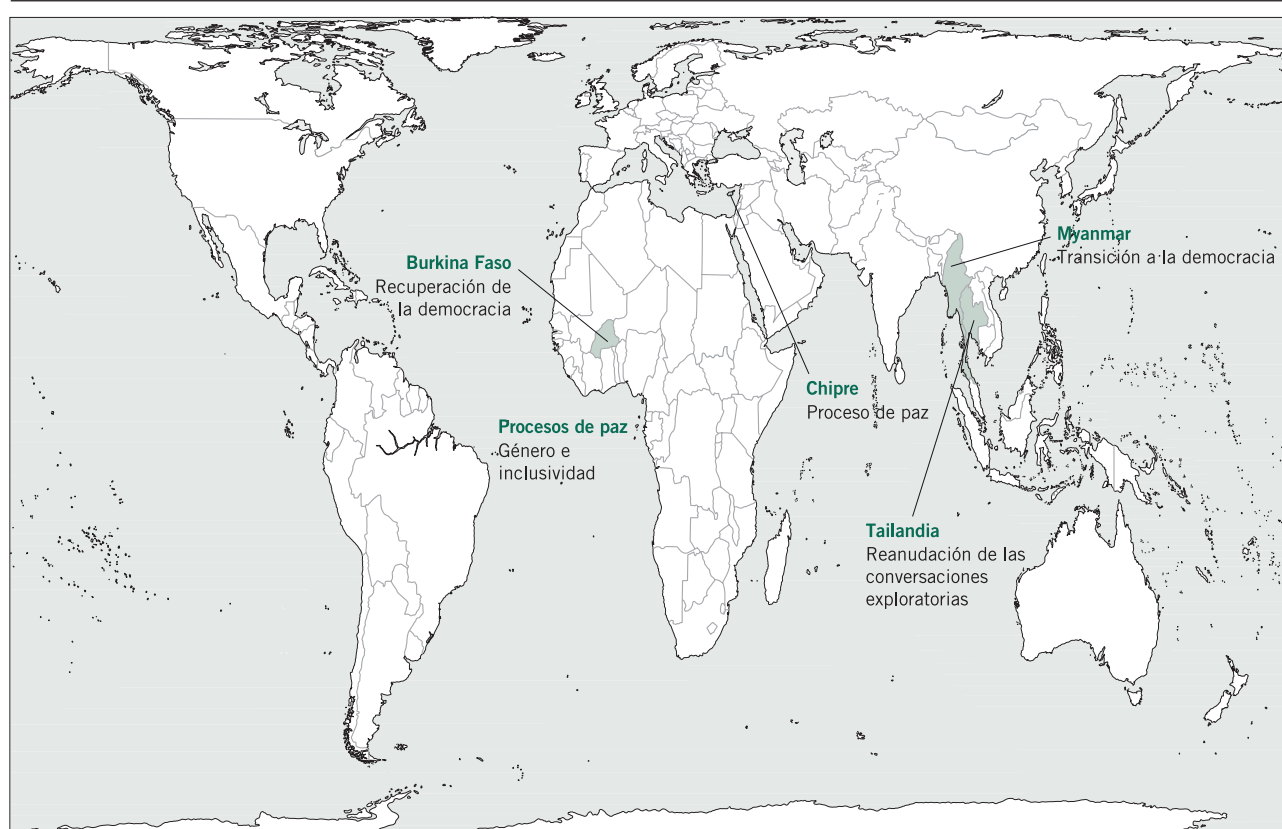 Burkina Faso
Recuperación de
la democracia
Procesos de paz
Género e
inclusividad
Chipre
Proceso de paz
Myanmar
Transición a la democracia
Tailandia
Reanudación de las
conversaciones
exploratorias